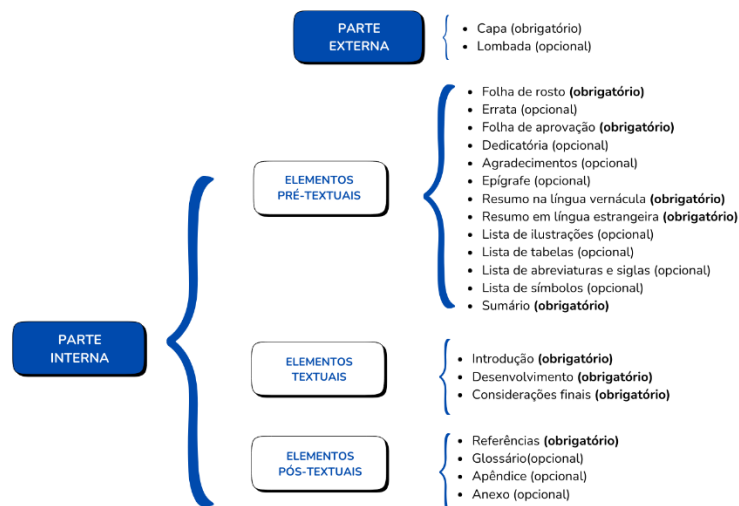 PARTE
EXTERNA
• Capa (obrigatório)
• Lombada (opcional)
ELEMENTOS
PRÉ-TEXTUAIS
• Folha de rosto (obrigatório)
• Errata (opcional)
• Folha de aprovação (obrigatório)
• Dedicatória (opcional)
• Agradecimentos (opcional)
• Epígrafe (opcional)
• Resumo na língua vernácula (obrigatório)
• Resumo em língua estrangeira (obrigatório)
• Lista de ilustrações (opcional)
• Lista de tabelas (opcional)
• Lista de abreviaturas e siglas (opcional)
• Lista de símbolos (opcional)
• Sumário (obrigatório)
PARTE
INTERNA
ELEMENTOS
TEXTUAIS
• Introdução (obrigatório)
• Desenvolvimento (obrigatório)
• Considerações finais (obrigatório)
ELEMENTOS
PÓS-TEXTUAIS
• Referências (obrigatório)
• Glossário(opcional)
• Apêndice (opcional)
• Anexo (opcional)